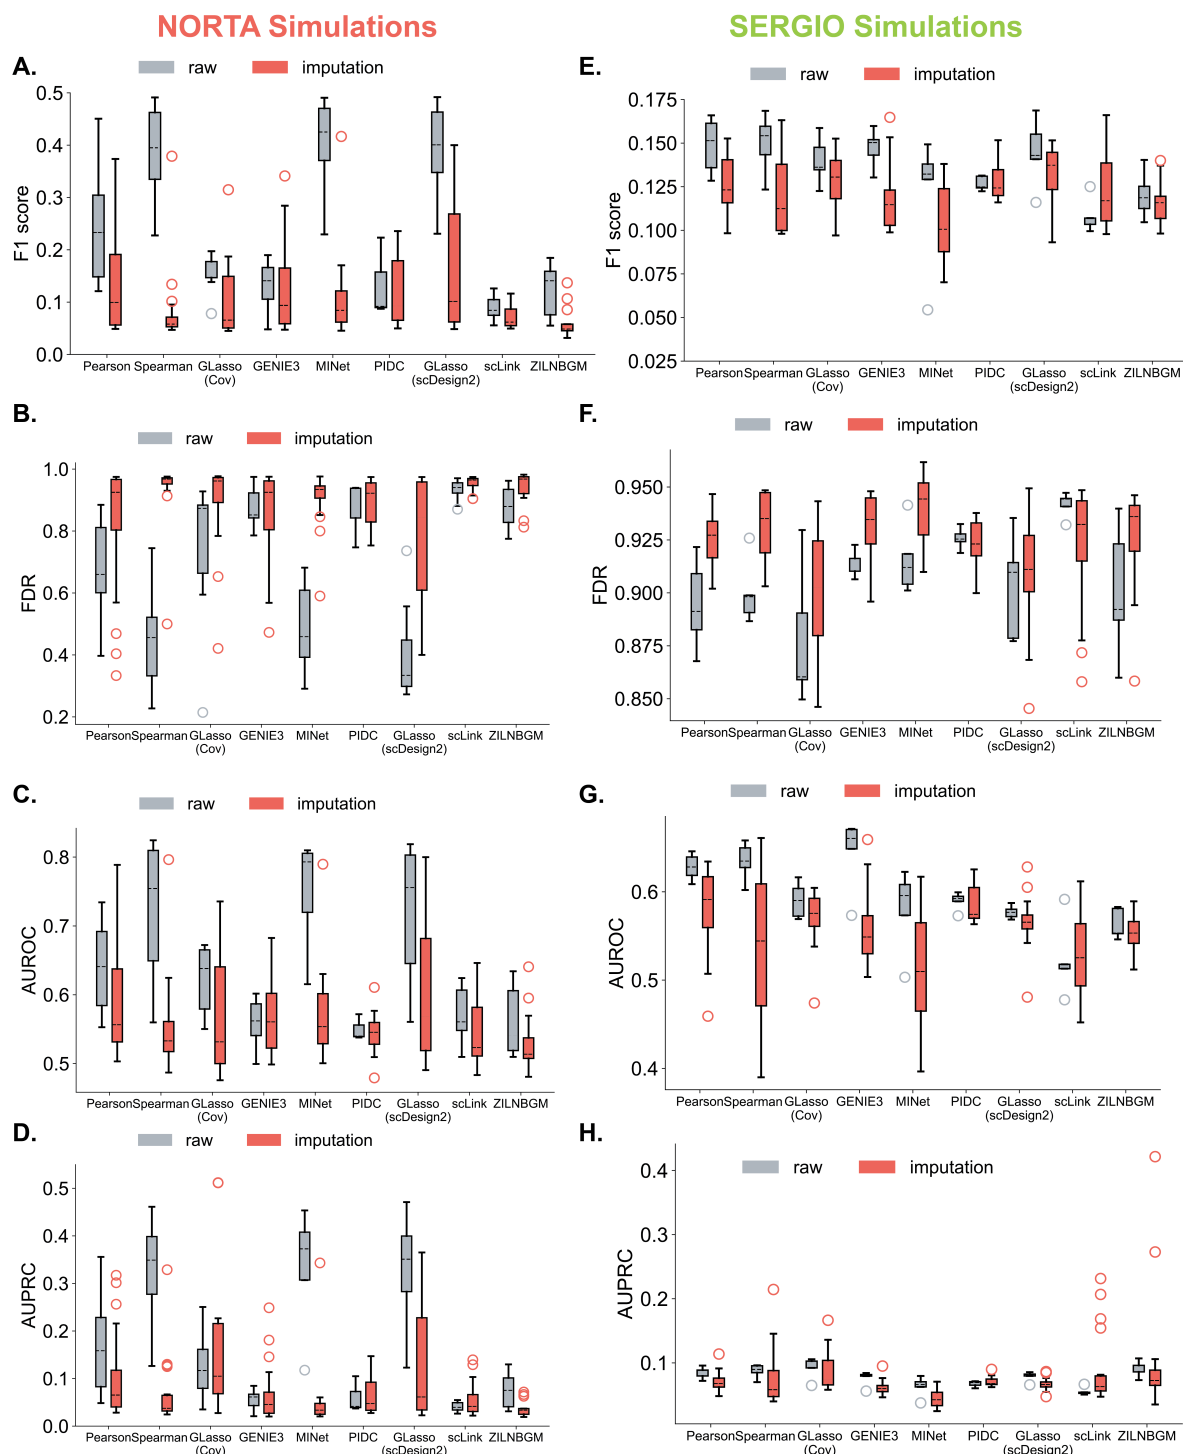 NORTA Simulations
SERGIO Simulations
A.
raw imputation
F1 score
0.5
0.4
0.3
0.2
0.1
0.0
Pearson Spearman GLasso (Cov) GENIE3 MINet PIDC GLasso (scDesign2) scLink ZILNBGM
E.
raw imputation
F1 score
0.175
0.150
0.125
0.100
0.075
0.050
0.025
Pearson Spearman GLasso (Cov) GENIE3 MINet PIDC GLasso (scDesign2) scLink ZILNBGM
B.
raw imputation
FDR
1.0
0.8
0.6
0.4
0.2
Pearson Spearman GLasso (Cov) GENIE3 MINet PIDC GLasso (scDesign2) scLink ZILNBGM
F.
raw imputation
FDR
0.950
0.925
0.900
0.875
0.850
Pearson Spearman GLasso (Cov) GENIE3 MINet PIDC GLasso (scDesign2) scLink ZILNBGM
C.
raw imputation
AUROC
0.8
0.7
0.6
0.5
Pearson Spearman GLasso (Cov) GENIE3 MINet PIDC GLasso (scDesign2) scLink ZILNBGM
G.
raw imputation
AUROC
0.6
0.5
0.4
Pearson Spearman GLasso (Cov) GENIE3 MINet PIDC GLasso (scDesign2) scLink ZILNBGM
D.
raw imputation
AUPRC
0.5
0.4
0.3
0.2
0.1
0.0
Pearson Spearman GLasso (Cov) GENIE3 MINet PIDC GLasso (scDesign2) scLink ZILNBGM
H.
raw imputation
AUPRC
0.4
0.3
0.2
0.1
Pearson Spearman GLasso (Cov) GENIE3 MINet PIDC GLasso (scDesign2) scLink ZILNBGM